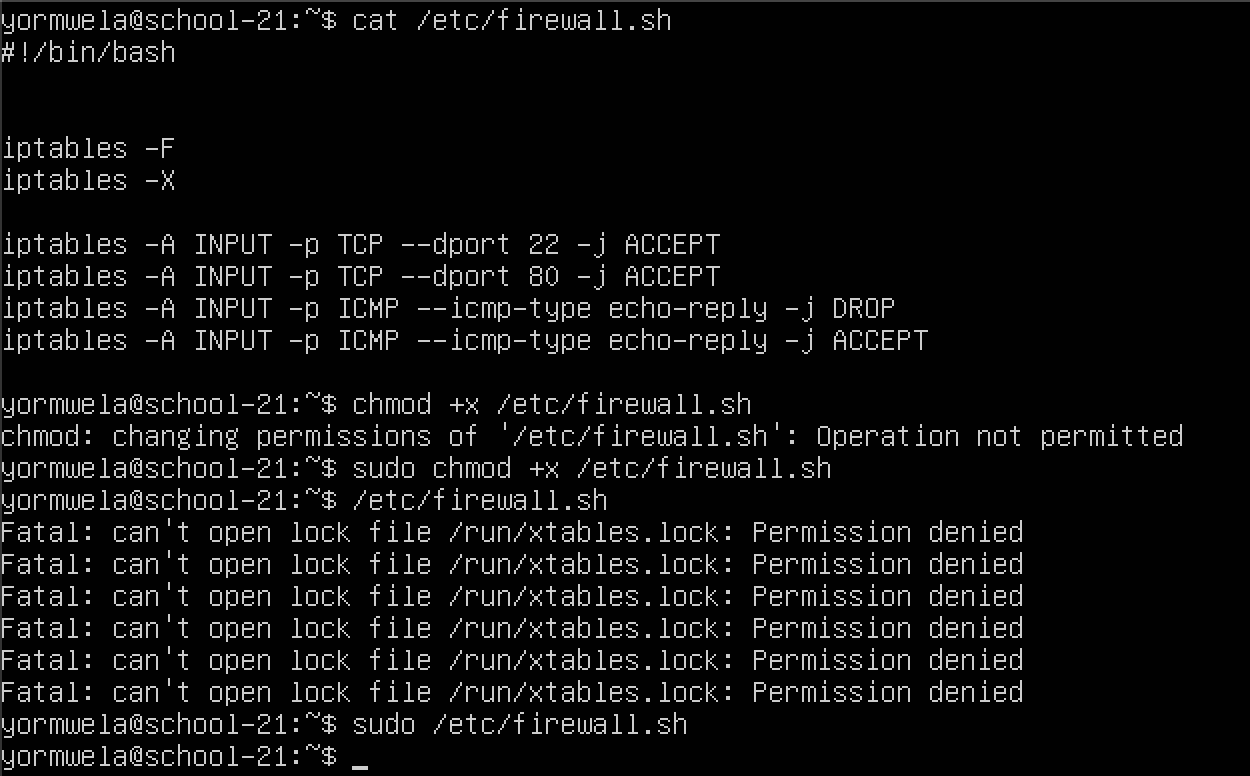 yormwela@school-21:~$ cat /etc/firewall.sh
#!/bin/bash
iptables -F
iptables -X
iptables -A INPUT -p TCP --dport 22 -j ACCEPT
iptables -A INPUT -p TCP --dport 80 -j ACCEPT
iptables -A INPUT -p ICMP --icmp-type echo-reply -j DROP
iptables -A INPUT -p ICMP --icmp-type echo-reply -j ACCEPT
yormwela@school-21:~$ chmod +x /etc/firewall.sh
chmod: changing permissions of '/etc/firewall.sh': Operation not permitted
yormwela@school-21:~$ sudo chmod +x /etc/firewall.sh
yormwela@school-21:~$ /etc/firewall.sh
Fatal: can't open lock file /run/xtables.lock: Permission denied
Fatal: can't open lock file /run/xtables.lock: Permission denied
Fatal: can't open lock file /run/xtables.lock: Permission denied
Fatal: can't open lock file /run/xtables.lock: Permission denied
Fatal: can't open lock file /run/xtables.lock: Permission denied
Fatal: can't open lock file /run/xtables.lock: Permission denied
yormwela@school-21:~$ sudo /etc/firewall.sh
yormwela@school-21:~$ _